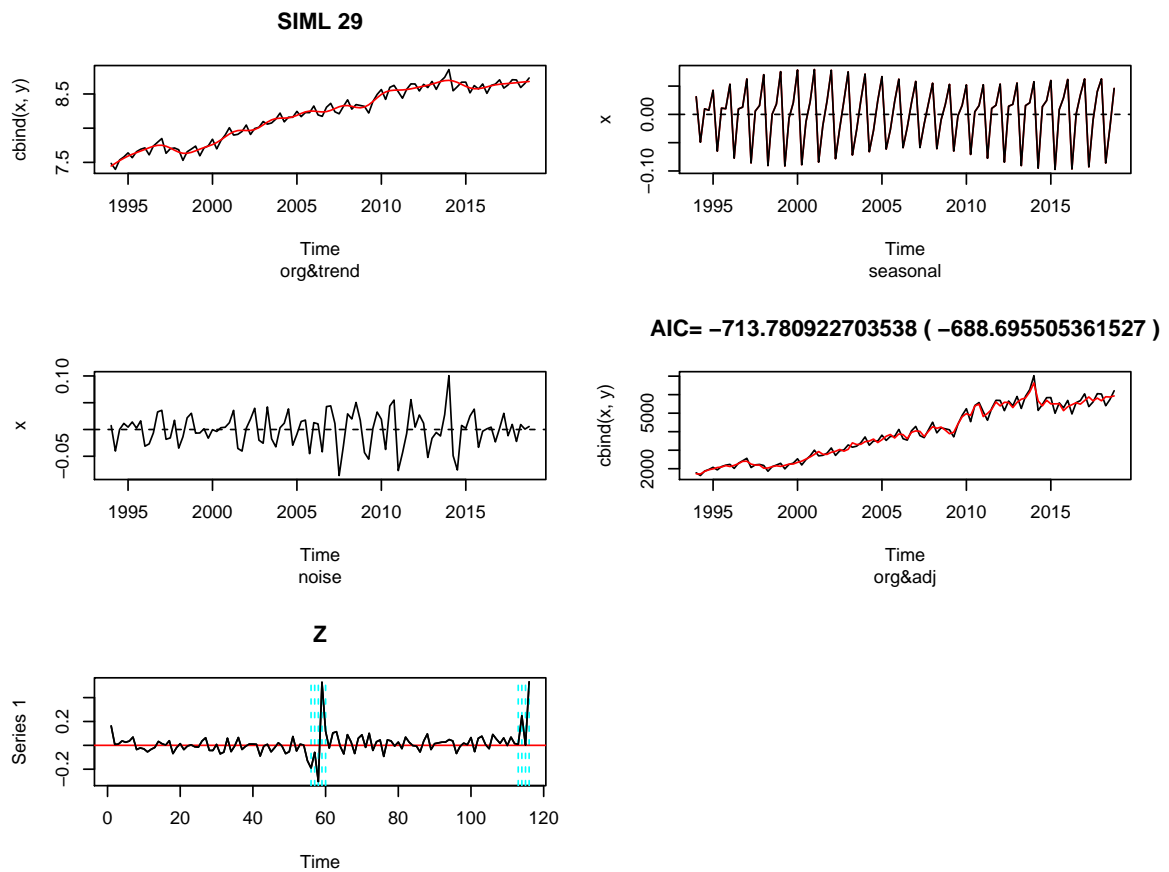 SIML 29
cbind(x, y)
7.5 8.5
1995 2000 2005 2010 2015
Time
org&trend
x
−0.10 0.00
1995 2000 2005 2010 2015
Time
seasonal
x
−0.05 0.10
1995 2000 2005 2010 2015
Time
noise
AIC= −713.780922703538 ( −688.695505361527 )
cbind(x, y)
2000 5000
1995 2000 2005 2010 2015
Time
org&adj
Z
Series 1
−0.2 0.2
0 20 40 60 80 100 120
Time